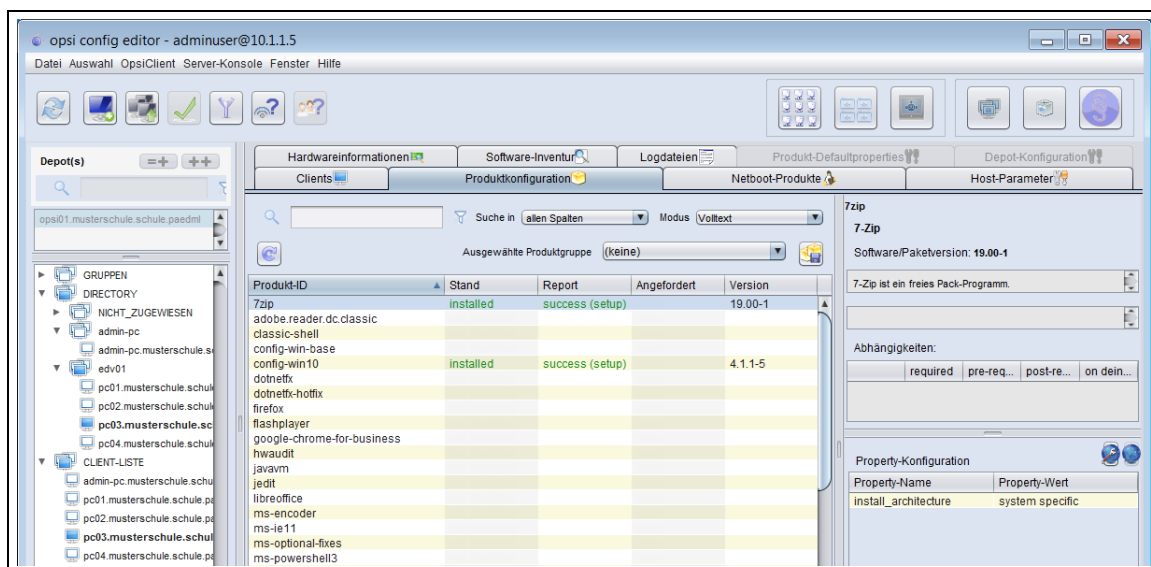 opsi config editor - adminuser@10.1.1.5
Datei Auswahl OpsiClient Server-Konsole Fenster Hilfe
Depot(s)
opsi01.musterschule.schule.paedml
GRUPPEN
DIRECTORY
NICHT_ZUGEWIESEN
admin-pc
admin-pc.musterschule.s
edv01
pc01.musterschule.schul
pc02.musterschule.schul
pc03.musterschule.sc
pc04.musterschule.schul
CLIENT-LISTE
admin-pc.musterschule.schu
pc01.musterschule.schule.pa
pc02.musterschule.schule.pa
pc03.musterschule.schul
pc04.musterschule.schule.pa
Hardwareinformationen Software-Inventur Logdateien Produkt-Defaultproperties Depot-Konfiguration
Clients Produktkonfiguration Netboot-Produkte Host-Parameter
Suche in allen Spalten Modus Volltext
Ausgewählte Produktgruppe (keine)
Produkt-ID Stand Report Angefordert Version
7zip installed success (setup) 19.00-1
adobe.reader.dc.classic
classic-shell
config-win-base
config-win10 installed success (setup) 4.1.1-5
dotnetfx
dotnetfx-hotfix
firefox
flashplayer
google-chrome-for-business
hwaudit
javavm
jedit
libreoffice
ms-encoder
ms-ie11
ms-optional-fixes
ms-powershell3
7zip
7-Zip
Software/Paketversion: 19.00-1
7-Zip ist ein freies Pack-Programm.
Abhängigkeiten:
required pre-req... post-re... on dein...
Property-Konfiguration
Property-Name Property-Wert
install_architecture system specific